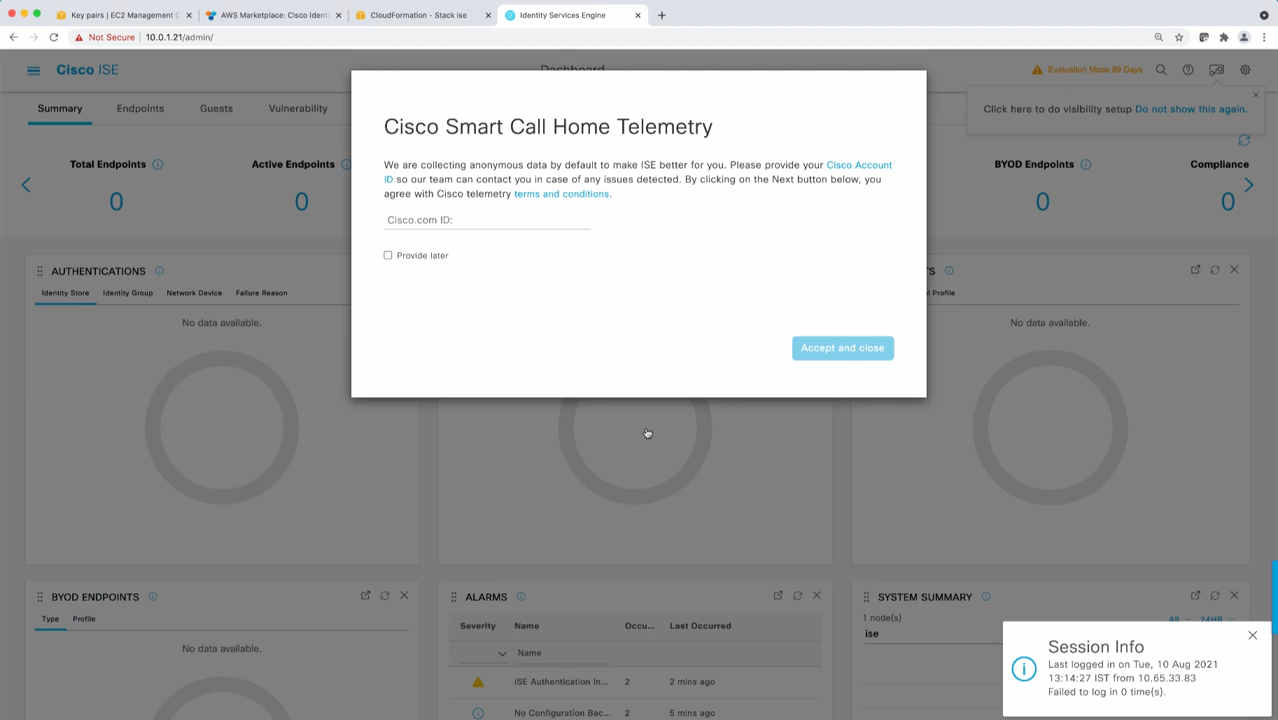 Key pairs | EC2 Management C
AWS Marketplace: Cisco Identi
CloudFormation - Stack ise
Identity Services Engine
Not Secure
10.0.1.21/admin/
Cisco ISE
Dashboard
Evaluation Mode 89 Days
Summary
Endpoints
Guests
Vulnerability
Click here to do visibility setup Do not show this again.
Total Endpoints
Active Endpoints
BYOD Endpoints
Compliance
0
0
0
0
Cisco Smart Call Home Telemetry
We are collecting anonymous data by default to make ISE better for you. Please provide your Cisco Account
ID so our team can contact you in case of any issues detected. By clicking on the Next button below, you
agree with Cisco telemetry terms and conditions.
Cisco.com ID:
Provide later
Accept and close
AUTHENTICATIONS
Identity Store Identity Group Network Device Failure Reason
No data available.
S
l Profile
No data available.
BYOD ENDPOINTS
Type Profile
No data available.
ALARMS
Severity Name Occu... Last Occurred
Name
ISE Authentication In... 2 2 mins ago
No Configuration Bac... 2 5 mins ago
SYSTEM SUMMARY
1 node(s)
All 24HR
ise
Session Info
Last logged in on Tue, 10 Aug 2021
13:14:27 IST from 10.65.33.83
Failed to log in 0 time(s).